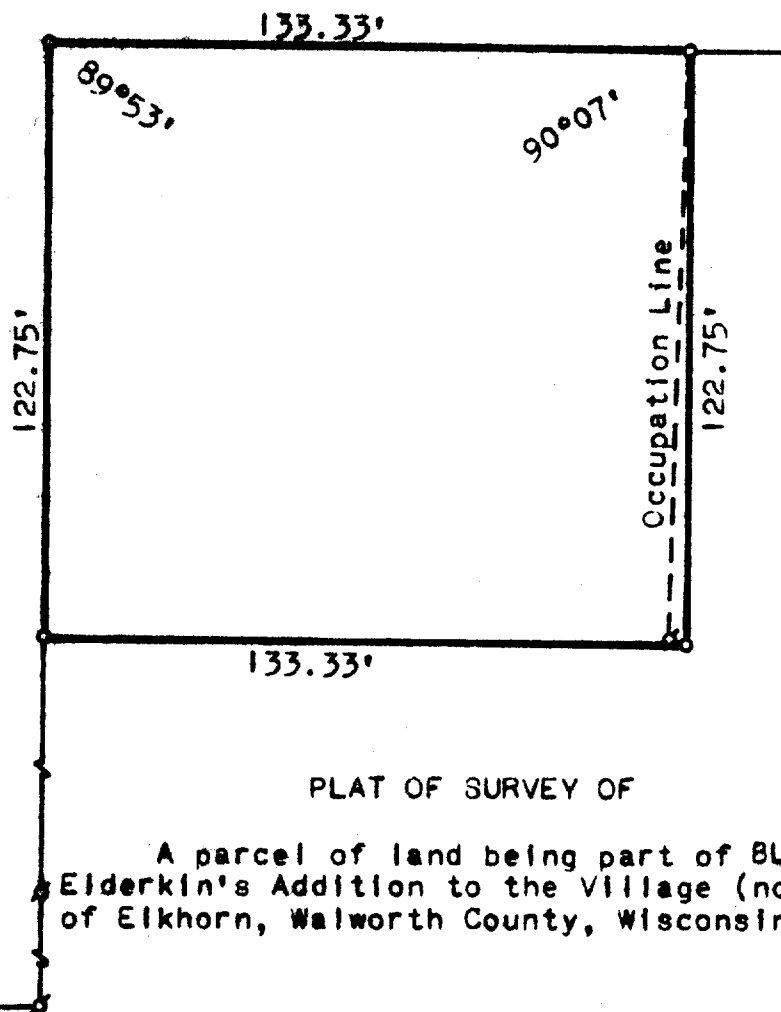 133.33'
89°53'
90°07'
122.75'
Occupation Line
122.75'
133.33'
PLAT OF SURVEY OF
A parcel of land being part of
Elderkin's Addition to the Village
of Elkhorn, Walworth County, Wisconsin